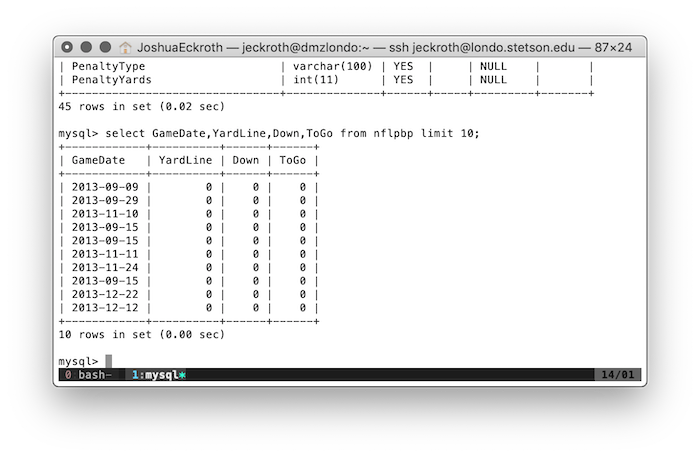 JoshuaEckroth — jeckroth@dmzlondo:~ — ssh jeckroth@londo.stetson.edu — 87×24
| PenaltyType                    | varchar(100) | YES  |     | NULL    |       |
| PenaltyYards                   | int(11)      | YES  |     | NULL    |       |
+--------------------------------+--------------+------+-----+---------+-------+
45 rows in set (0.02 sec)
mysql> select GameDate,YardLine,Down,ToGo from nflpbp limit 10;
+------------+----------+------+------+
| GameDate   | YardLine | Down | ToGo |
+------------+----------+------+------+
| 2013-09-09 |        0 |    0 |    0 |
| 2013-09-29 |        0 |    0 |    0 |
| 2013-11-10 |        0 |    0 |    0 |
| 2013-09-15 |        0 |    0 |    0 |
| 2013-09-15 |        0 |    0 |    0 |
| 2013-11-11 |        0 |    0 |    0 |
| 2013-11-24 |        0 |    0 |    0 |
| 2013-09-15 |        0 |    0 |    0 |
| 2013-12-22 |        0 |    0 |    0 |
| 2013-12-12 |        0 |    0 |    0 |
+------------+----------+------+------+
10 rows in set (0.00 sec)
mysql>
0 bash- 1:mysql* 14/01